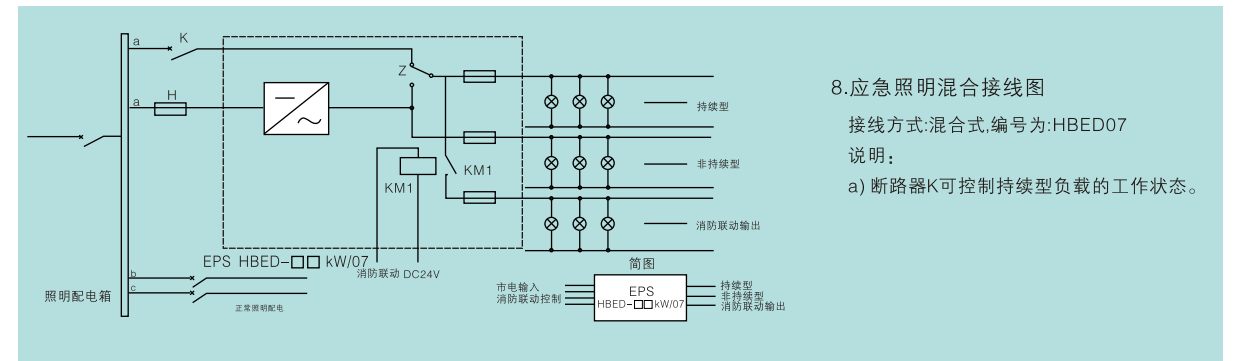 a
K
Z
a
H
持续型
非持续型
KM1
KM1
消防联动输出
EPS HBED-□□ kW/07
消防联动 DC24V
b
c
照明配电箱
正常照明配电
简图
市电输入
消防联动控制
EPS
HBED-□□kW/07
持续型
非持续型
消防联动输出
8.应急照明混合接线图
接线方式:混合式,编号为:HBED07
说明：
a) 断路器K可控制持续型负载的工作状态。